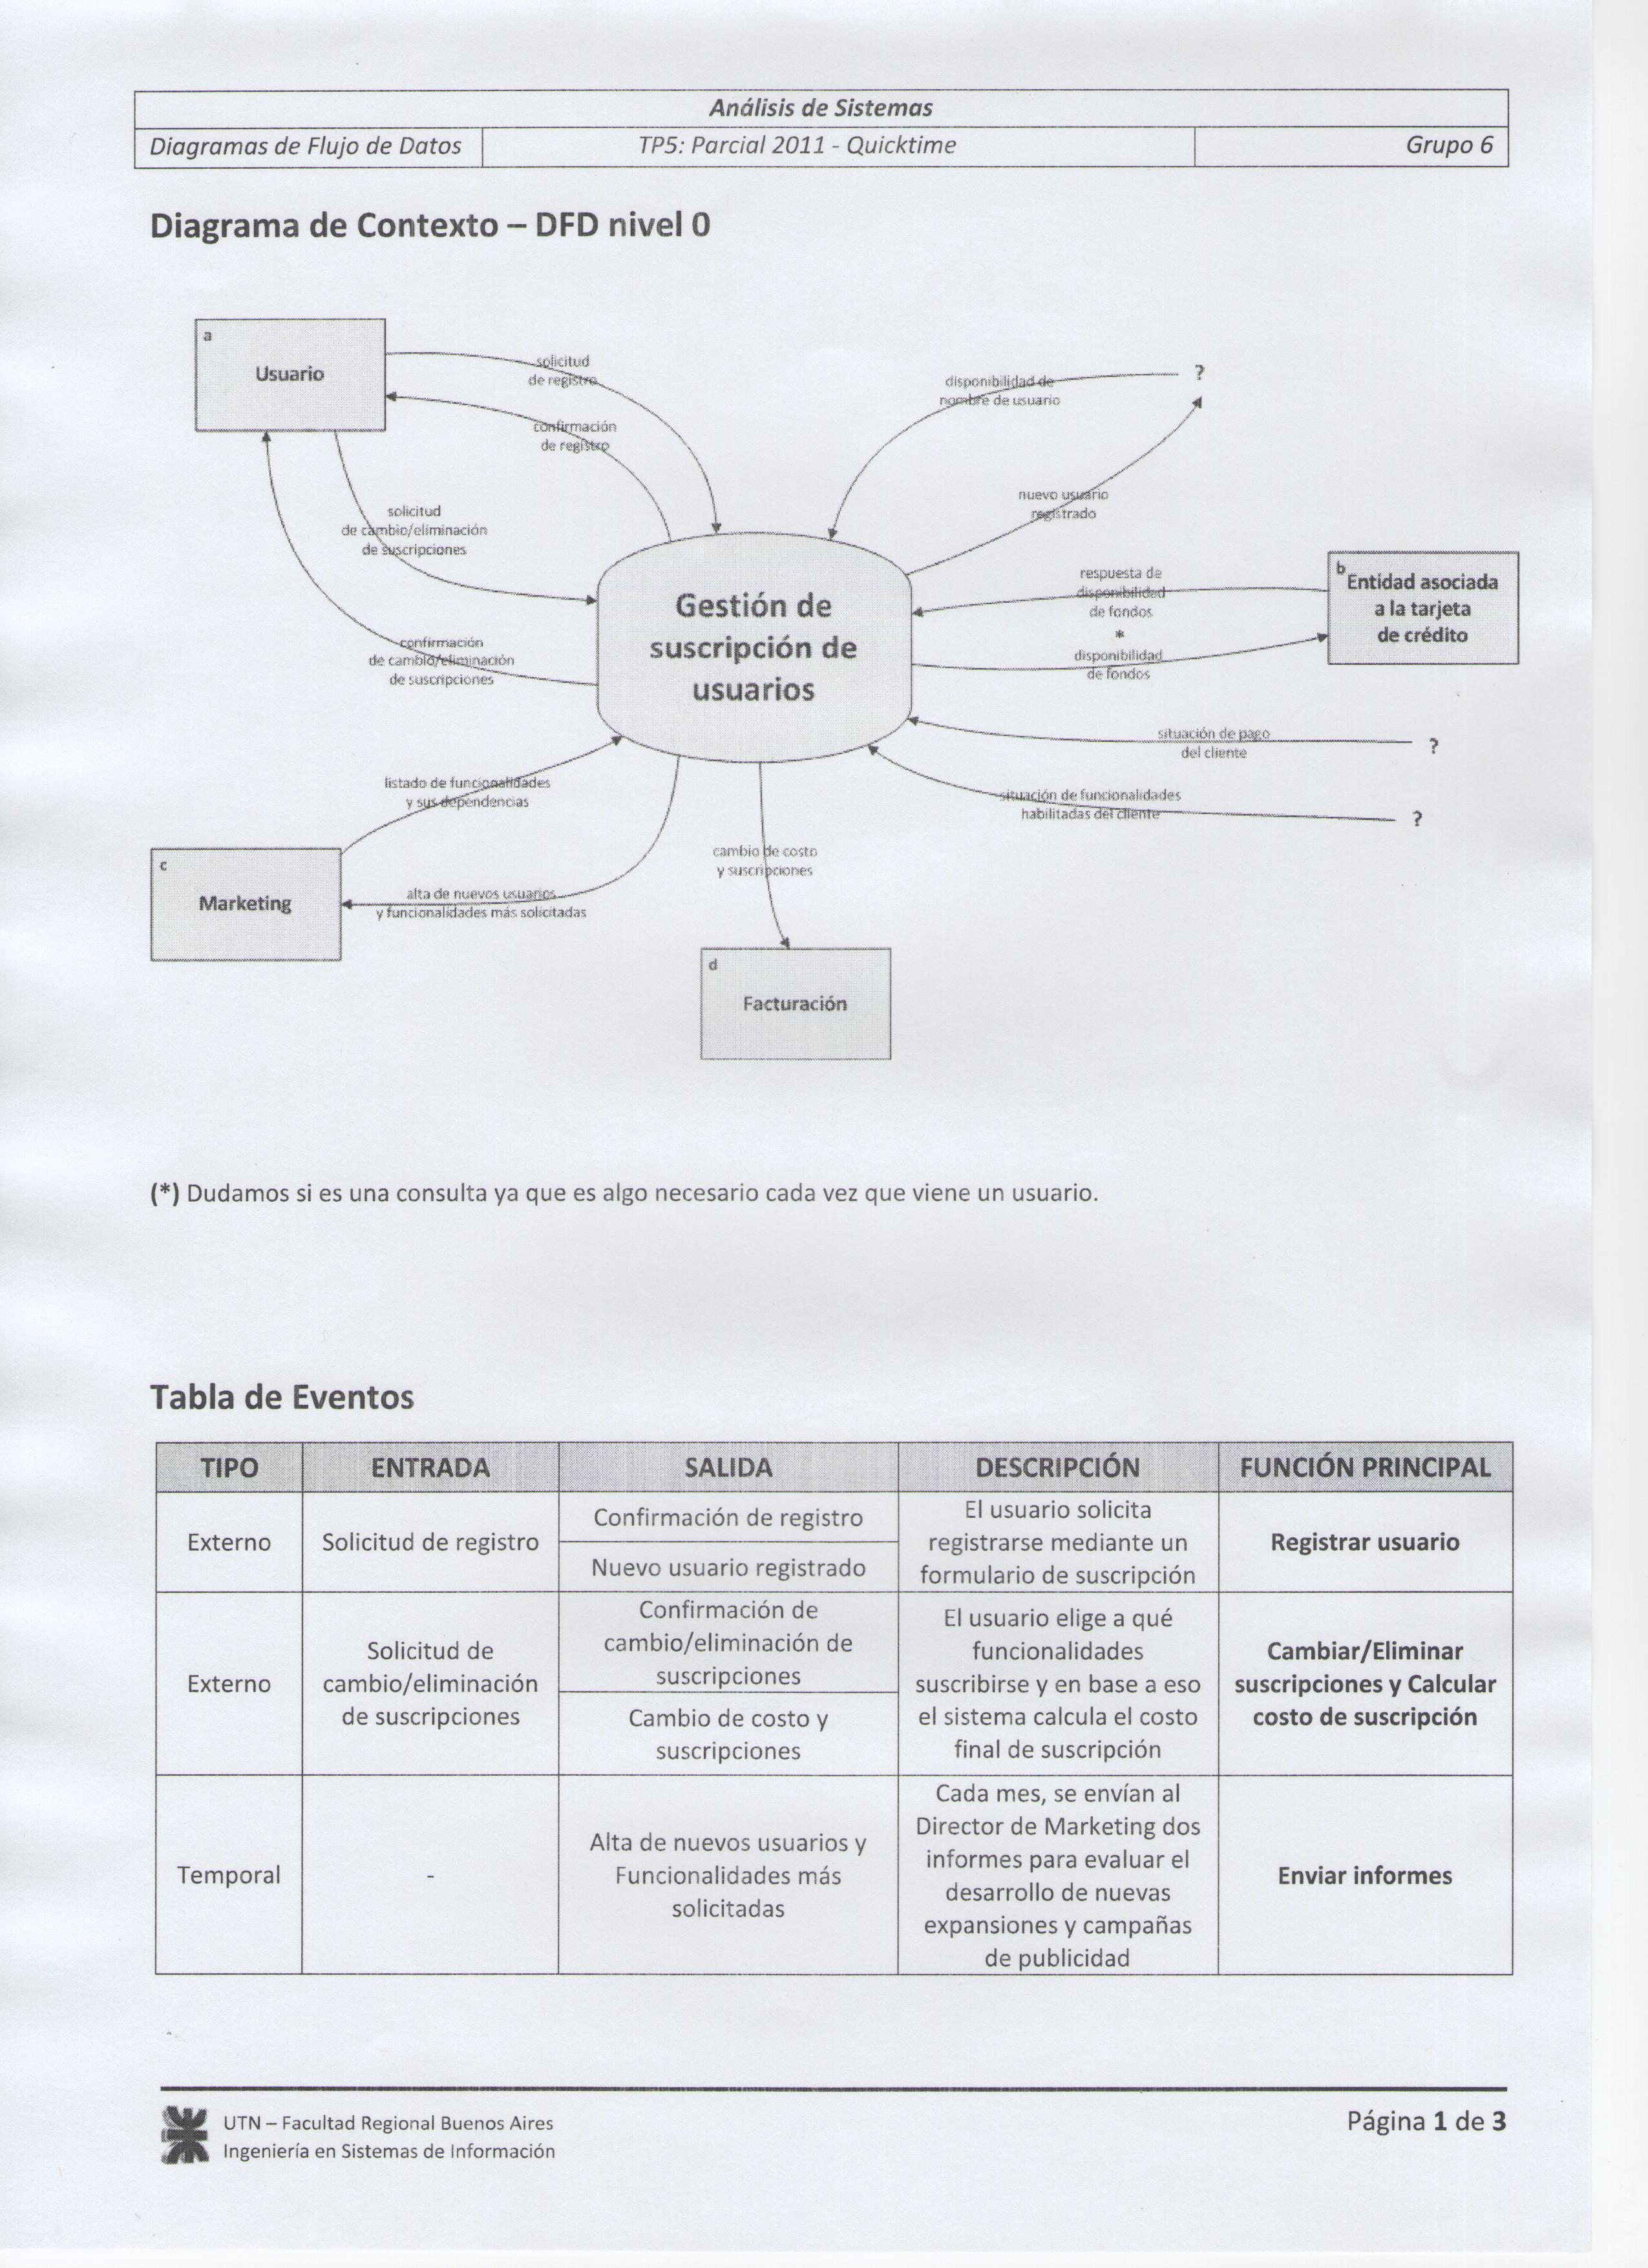 Análisis de Sistemas
Diagramas de Flujo de Datos
TP5: Parcial 2011 - Quicktime
Grupo 6
Diagrama de Contexto – DFD nivel 0
a
Usuario
solicitud
de registro
confirmación
de registro
solicitud
de cambio/eliminación
de suscripciones
confirmación
de cambio/eliminación
de suscripciones
disponibilidad de
nombre de usuario
?
nuevo usuario
registrado
Gestión de
suscripción de
usuarios
respuesta de
disponibilidad
de fondos
*
disponibilidad
de fondos
b
Entidad asociada
a la tarjeta
de crédito
situación de pago
del cliente
?
situación de funcionalidades
habilitadas del cliente
?
listado de funcionalidades
y sus dependencias
c
Marketing
alta de nuevos usuarios
y funcionalidades más solicitadas
cambio de costo
y suscripciones
d
Facturación
(*) Dudamos si es una consulta ya que es algo necesario cada vez que viene un usuario.
Tabla de Eventos
TIPO
ENTRADA
SALIDA
DESCRIPCIÓN
FUNCIÓN PRINCIPAL
Externo
Solicitud de registro
Confirmación de registro
Nuevo usuario registrado
El usuario solicita
registrarse mediante un
formulario de suscripción
Registrar usuario
Externo
Solicitud de
cambio/eliminación
de suscripciones
Confirmación de
cambio/eliminación de
suscripciones
Cambio de costo y
suscripciones
El usuario elige a qué
funcionalidades
suscribirse y en base a eso
el sistema calcula el costo
final de suscripción
Cambiar/Eliminar
suscripciones y Calcular
costo de suscripción
Temporal
-
Alta de nuevos usuarios y
Funcionalidades más
solicitadas
Cada mes, se envían al
Director de Marketing dos
informes para evaluar el
desarrollo de nuevas
expansiones y campañas
de publicidad
Enviar informes
UTN – Facultad Regional Buenos Aires
Ingeniería en Sistemas de Información
Página 1 de 3